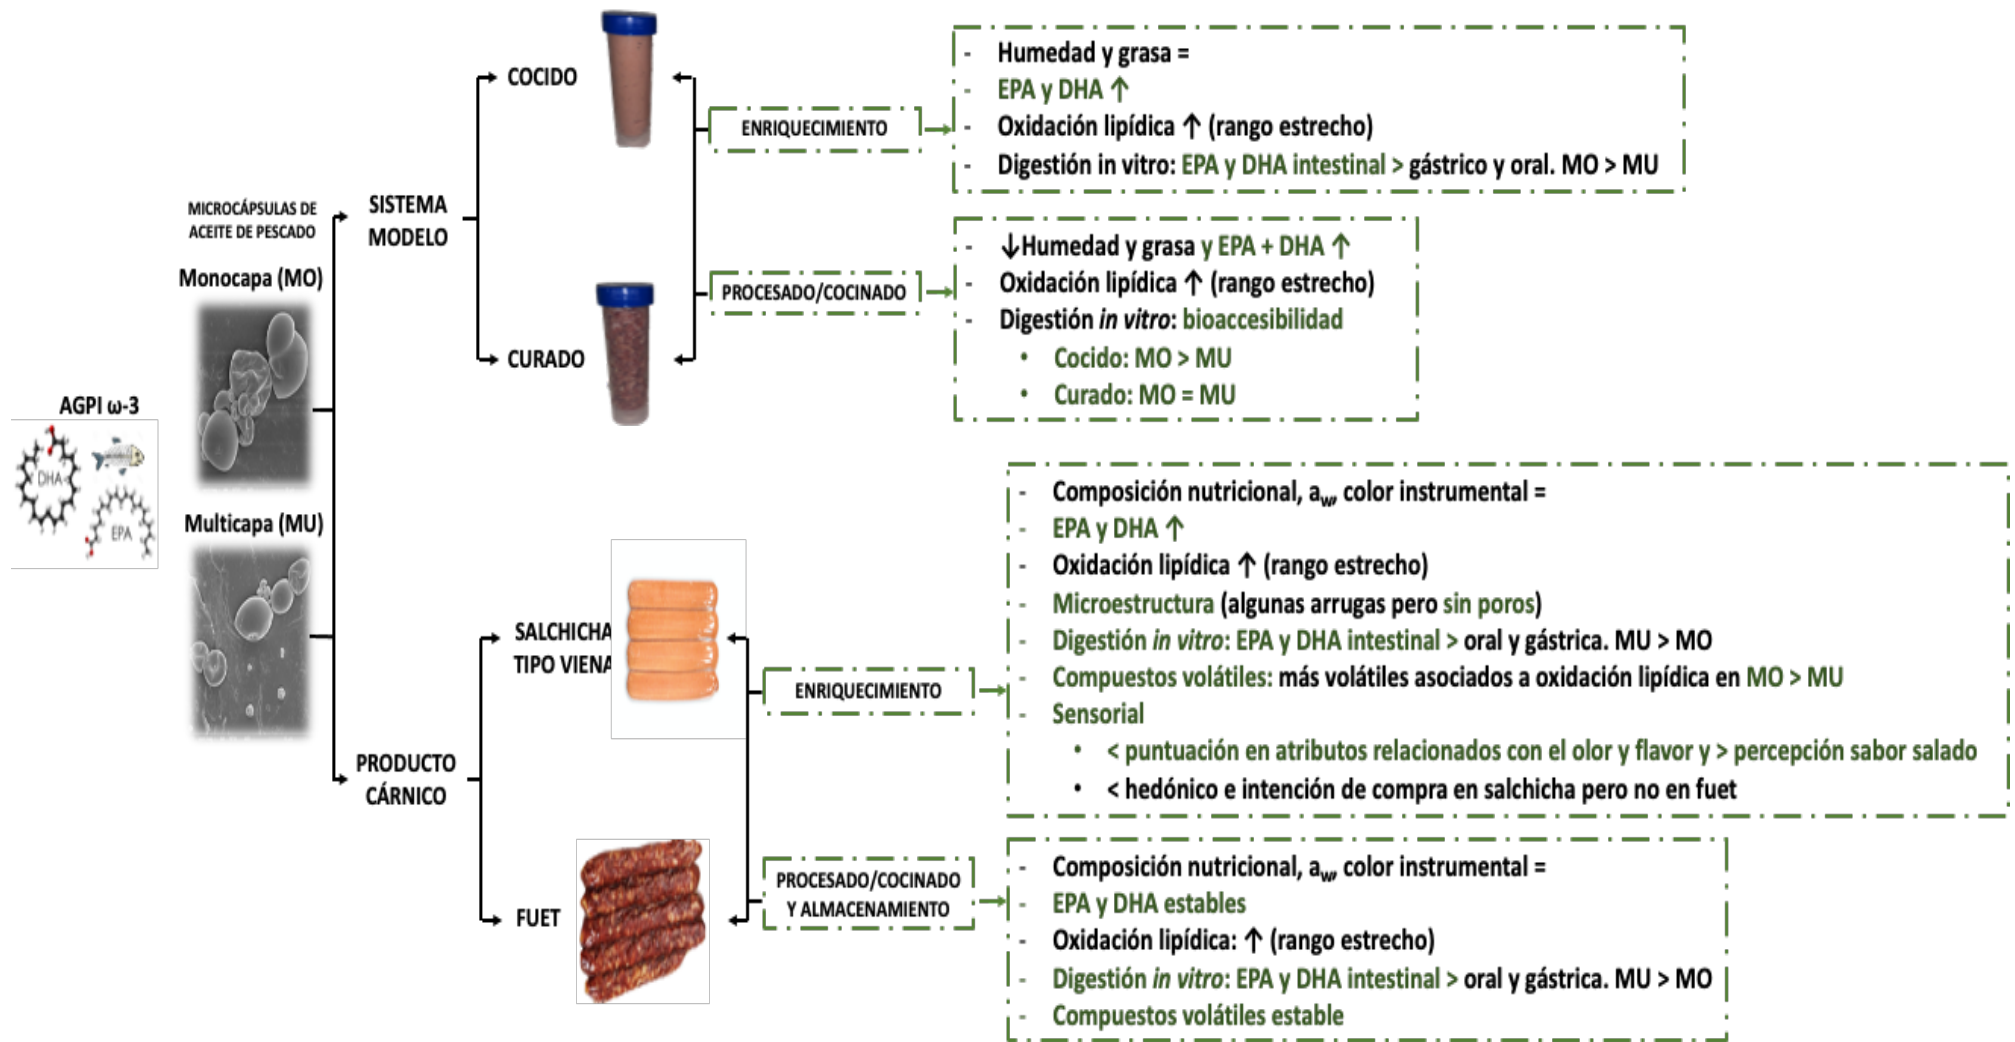 AGPI ω-3
DHA
EPA
MICROCÁPSULAS DE
ACEITE DE PESCADO
Monocapa (MO)
Multicapa (MU)
SISTEMA
MODELO
COCIDO
CURADO
ENRIQUECIMIENTO
- Humedad y grasa =
- EPA y DHA ↑
- Oxidación lipídica ↑ (rango estrecho)
- Digestión in vitro: EPA y DHA intestinal > gástrico y oral. MO > MU
PROCESADO/COCINADO
- ↓Humedad y grasa y EPA + DHA ↑
- Oxidación lipídica ↑ (rango estrecho)
- Digestión in vitro: bioaccesibilidad
• Cocido: MO > MU
• Curado: MO = MU
PRODUCTO
CÁRNICO
SALCHICHA
TIPO VIENA
FUET
ENRIQUECIMIENTO
- Composición nutricional, aw, color instrumental =
- EPA y DHA ↑
- Oxidación lipídica ↑ (rango estrecho)
- Microestructura (algunas arrugas pero sin poros)
- Digestión in vitro: EPA y DHA intestinal > oral y gástrica. MU > MO
- Compuestos volátiles: más volátiles asociados a oxidación lipídica en MO > MU
- Sensorial
• < puntuación en atributos relacionados con el olor y flavor y > percepción sabor salado
• < hedónico e intención de compra en salchicha pero no en fuet
PROCESADO/COCINADO
Y ALMACENAMIENTO
- Composición nutricional, aw, color instrumental =
- EPA y DHA estables
- Oxidación lipídica: ↑ (rango estrecho)
- Digestión in vitro: EPA y DHA intestinal > oral y gástrica. MU > MO
- Compuestos volátiles estable